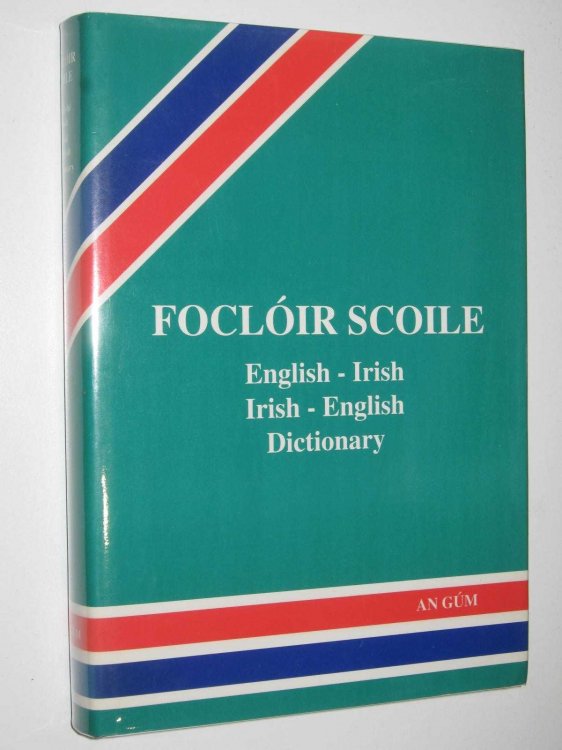 FOCLÓIR SCOILE
English - Irish
Irish - English
Dictionary
AN GÚM